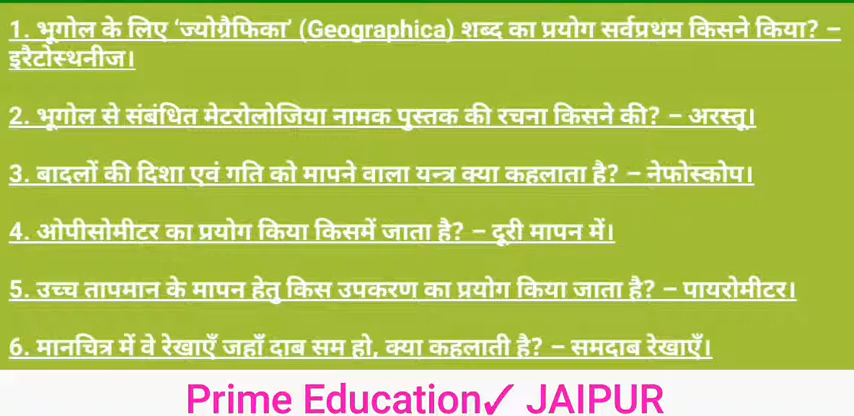 1. भूगोल के लिए ‘ज्योग्रैफिका’ (Geographica) शब्द का प्रयोग सर्वप्रथम किसने किया? –
इरैटोस्थनीज।
2. भूगोल से संबंधित मेटरोलोजिया नामक पुस्तक की रचना किसने की? – अरस्तू।
3. बादलों की दिशा एवं गति को मापने वाला यन्त्र क्या कहलाता है? – नेफोस्कोप।
4. ओपीसोमीटर का प्रयोग किया किसमें जाता है? – दूरी मापन में।
5. उच्च तापमान के मापन हेतु किस उपकरण का प्रयोग किया जाता है? – पायरोमीटर।
6. मानचित्र में वे रेखाएँ जहाँ दाब सम हो, क्या कहलाती है? – समदाब रेखाएँ।
Prime Education✓ JAIPUR